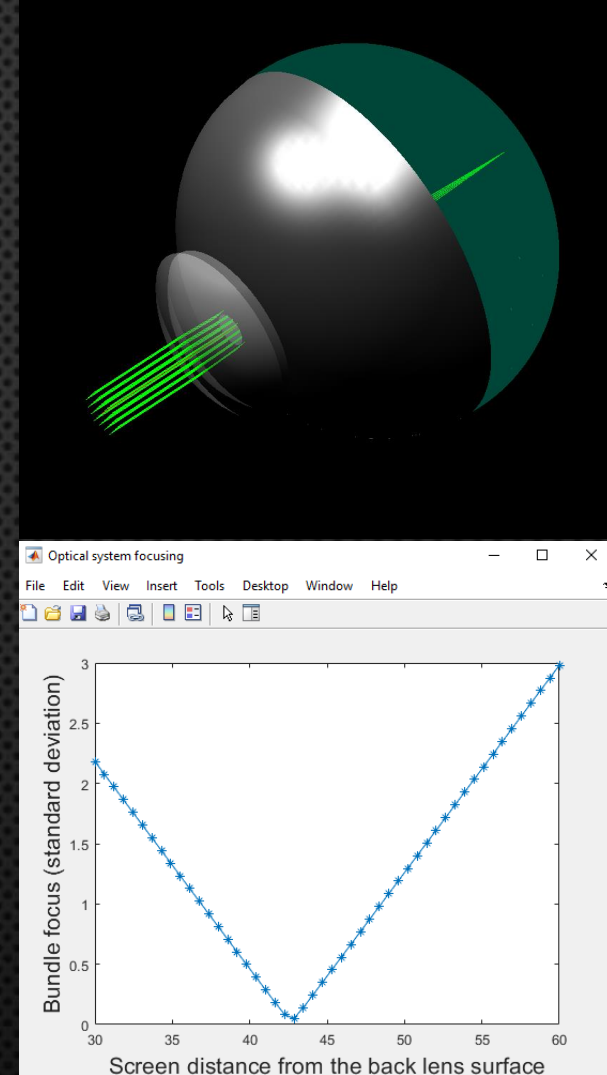 Optical system focusing
File Edit View Insert Tools Desktop Window Help
3
2.5
2
1.5
1
0.5
0
Bundle focus (standard deviation)
30 35 40 45 50 55 60
Screen distance from the back lens surface